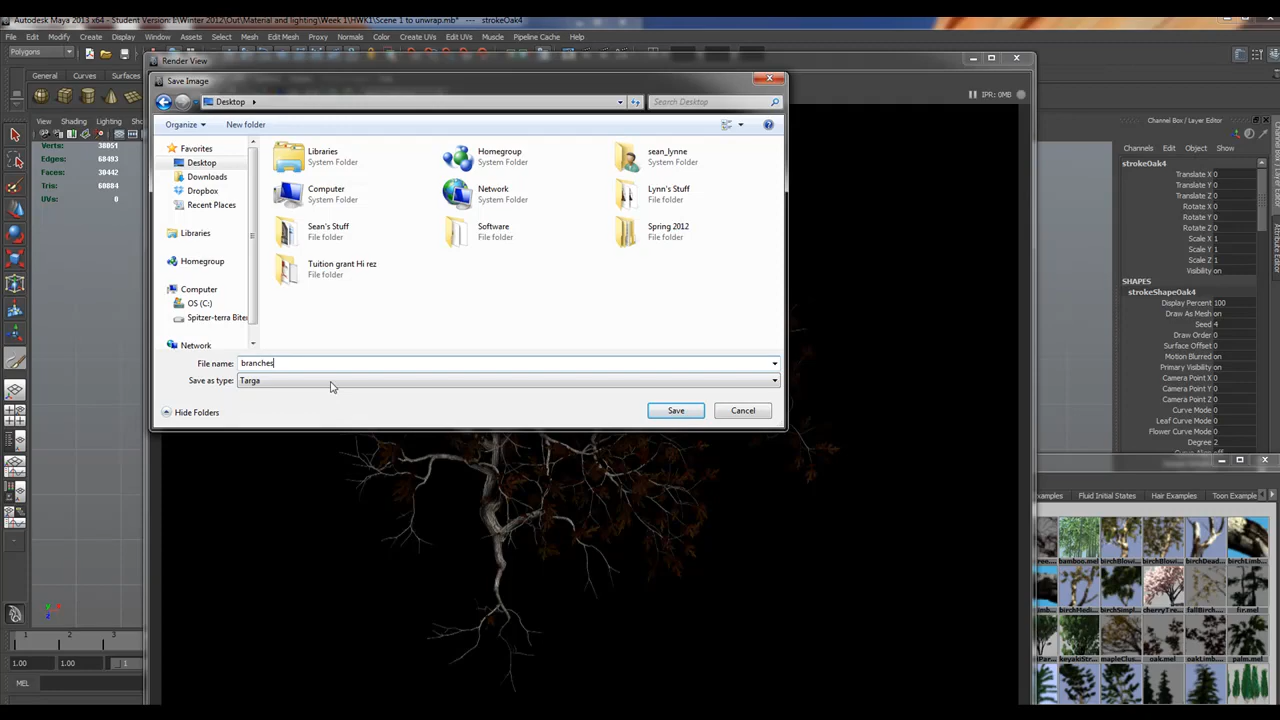 Autodesk Maya 2013 x64 - Student Version: I:\Winter 2012\Out\Material and lighting\Week 1\HWK1\Scene 1 to unwrap.mb* --- strokeOak4
File Edit Modify Create Display Window Assets Select Mesh Edit Mesh Proxy Normals Color Create UVs Edit UVs Muscle Pipeline Cache Help
Polygons
General Curves Surfaces
View Shading Lighting
Verts: 38051
Edges: 68493
Faces: 30442
Tris: 60884
UVs: 0
Render View
IPR: 0MB
Save Image
Desktop
Search Desktop
Organize New folder
Favorites
Desktop
Downloads
Dropbox
Recent Places
Libraries
Homegroup
Computer
OS (C:)
Spitzer-terra Biter
Network
Libraries
System Folder
Homegroup
System Folder
sean_lynne
System Folder
Computer
System Folder
Network
System Folder
Lynn's Stuff
File folder
Sean's Stuff
File folder
Software
File folder
Spring 2012
File folder
Tuition grant Hi rez
File folder
File name: branches
Save as type: Targa
Hide Folders
Save Cancel
Channel Box / Layer Editor
Channels Edit Object Show
strokeOak4
Translate X 0
Translate Y 0
Translate Z 0
Rotate X 0
Rotate Y 0
Rotate Z 0
Scale X 1
Scale Y 1
Scale Z 1
Visibility on
SHAPES
strokeShapeOak4
Display Percent 100
Draw As Mesh on
Seed 4
Draw Order 0
Surface Offset 0
Motion Blurred on
Primary Visibility on
Camera Point X 0
Camera Point Y 0
Camera Point Z 0
Curve Mode 0
Leaf Curve Mode 0
Flower Curve Mode 0
Degree 2
Attribute Editor
xamples Fluid Initial States Hair Examples Toon Example
bamboo.mel
fir.mel
oak.mel
palm.mel
1 2 3
1.00 1.00 1
MEL